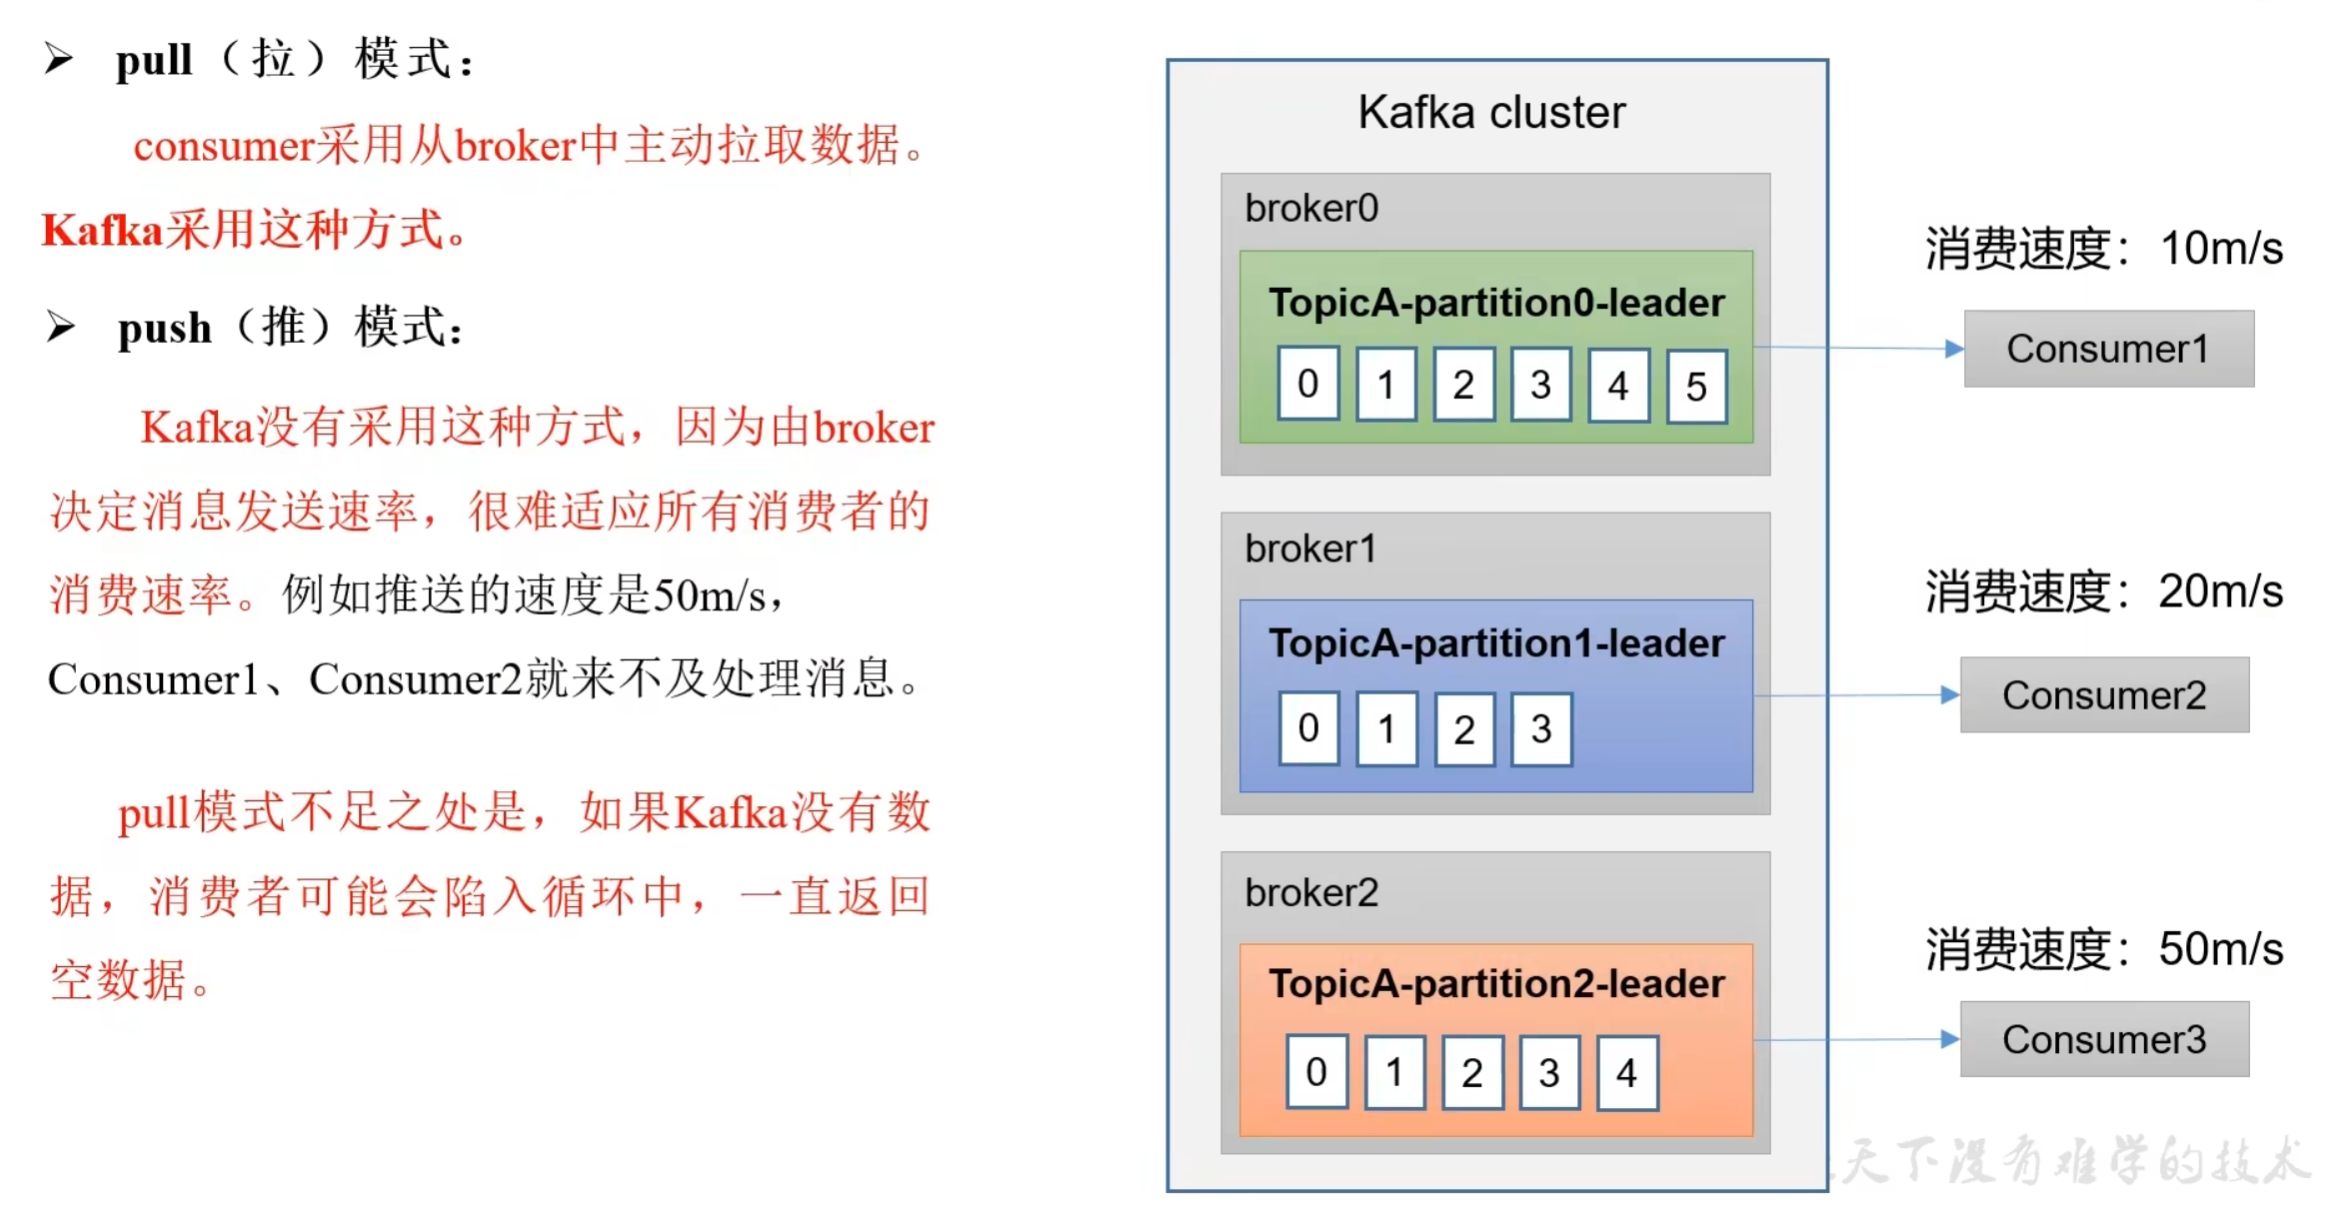 ➢ pull（拉）模式：
consumer采用从broker中主动拉取数据。
Kafka采用这种方式。
➢ push（推）模式：
Kafka没有采用这种方式，因为由broker
决定消息发送速率，很难适应所有消费者的
消费速率。例如推送的速度是50m/s，
Consumer1、Consumer2就来不及处理消息。
pull模式不足之处是，如果Kafka没有数
据，消费者可能会陷入循环中，一直返回
空数据。
Kafka cluster
broker0
TopicA-partition0-leader
0 1 2 3 4 5
消费速度：10m/s
Consumer1
broker1
TopicA-partition1-leader
0 1 2 3
消费速度：20m/s
Consumer2
broker2
TopicA-partition2-leader
0 1 2 3 4
消费速度：50m/s
Consumer3
天下没有难学的技术